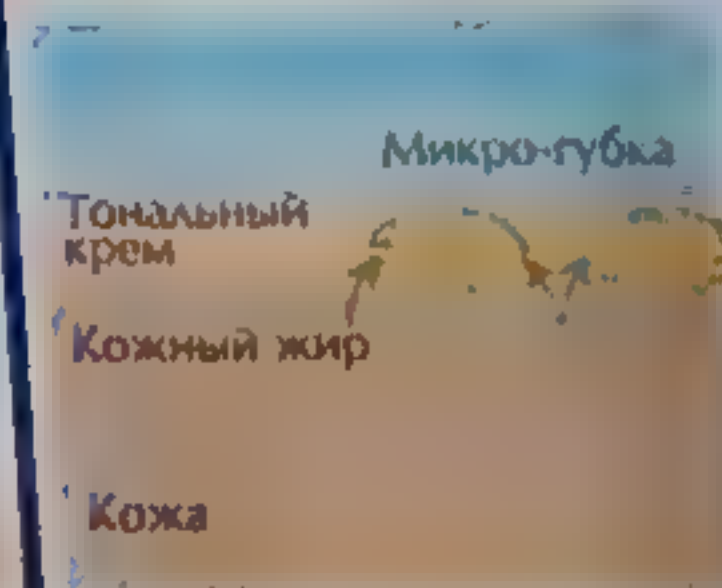 Микро-губка
Тональный
крем
Кожный жир
Кожа